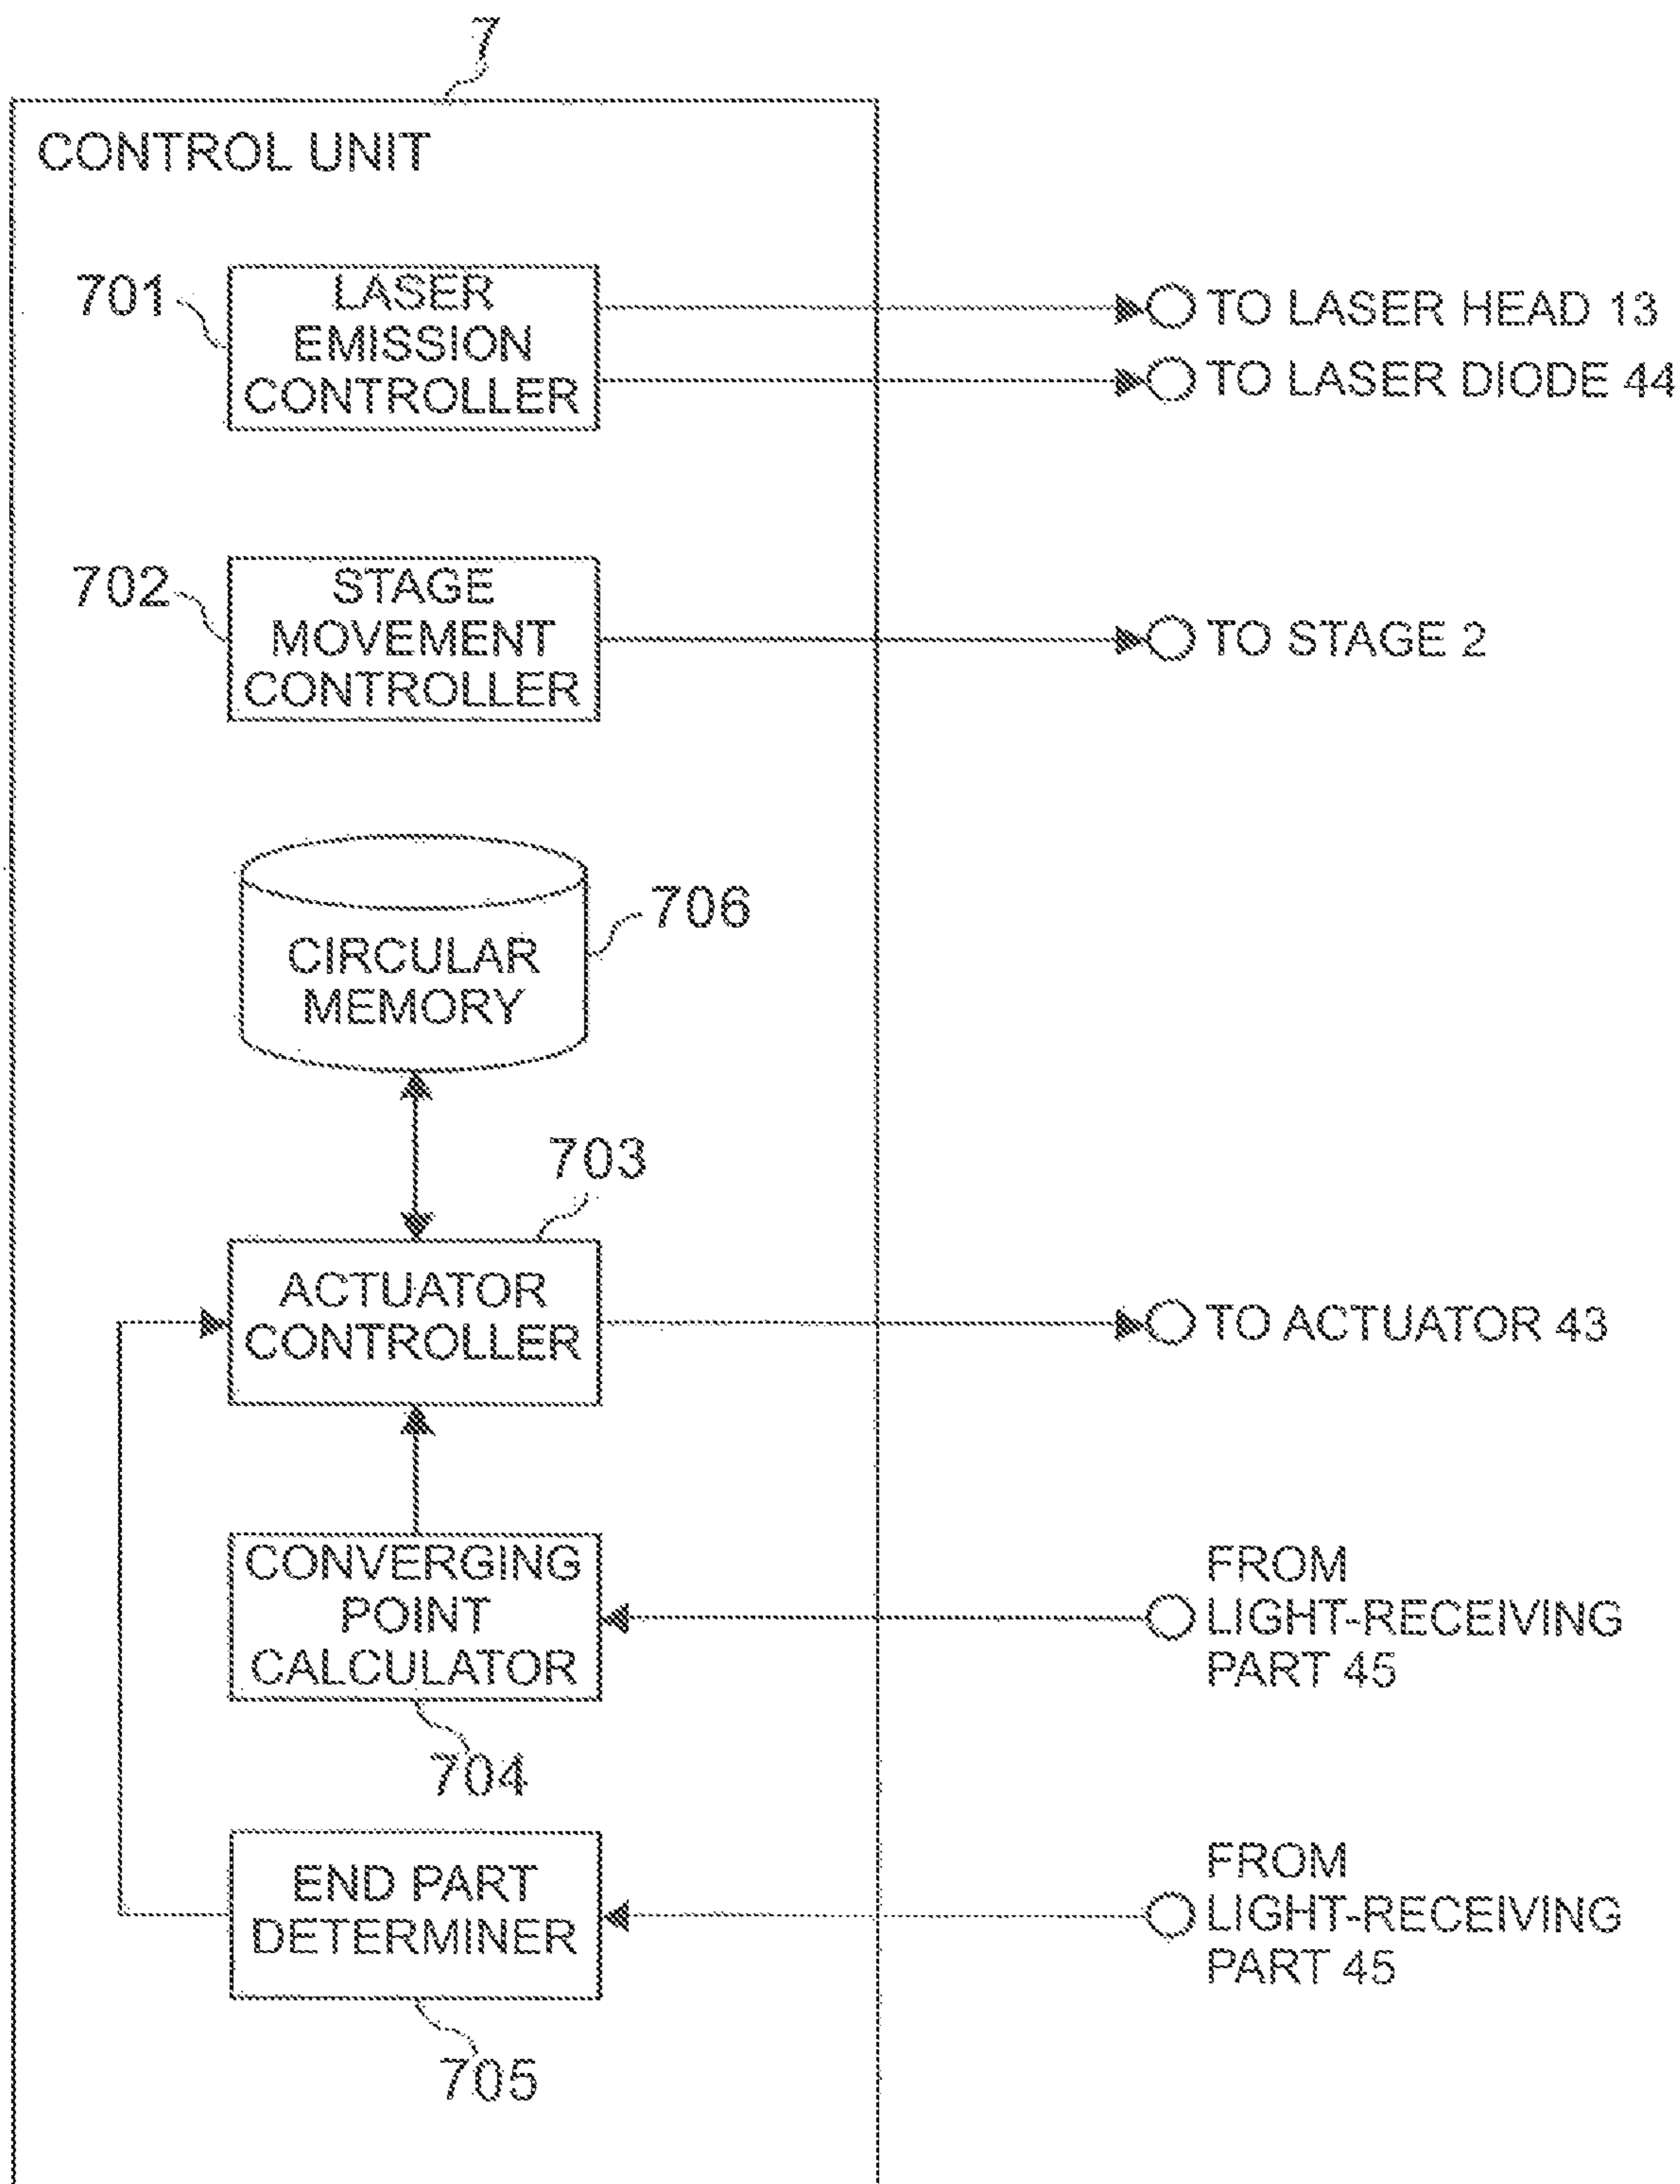 7
CONTROL UNIT
701
LASER
EMISSION
CONTROLLER
TO LASER HEAD 13
TO LASER DIODE 44
702
STAGE
MOVEMENT
CONTROLLER
TO STAGE 2
706
CIRCULAR
MEMORY
703
ACTUATOR
CONTROLLER
TO ACTUATOR 43
CONVERGING
POINT
CALCULATOR
FROM
LIGHT-RECEIVING
PART 45
704
END PART
DETERMINER
FROM
LIGHT-RECEIVING
PART 45
705